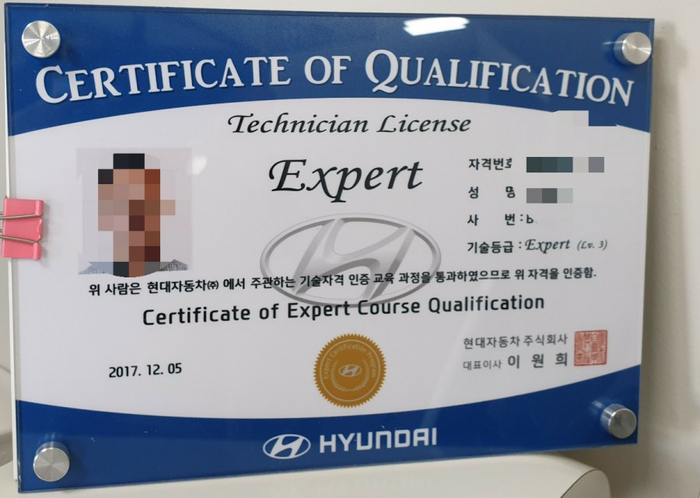 CERTIFICATE OF QUALIFICATION
Technician License
Expert
자격번호
성 명
사 번 :
기술등급 : Expert (Lv. 3)
위 사람은 현대자동차㈜ 에서 주관하는 기술자격 인증 교육 과정을 통과하였으므로 위 자격을 인증함.
Certificate of Expert Course Qualification
2017. 12. 05
Expert Certification Program
현대자동차 주식회사
대표이사 이 원 희
HYUNDAI